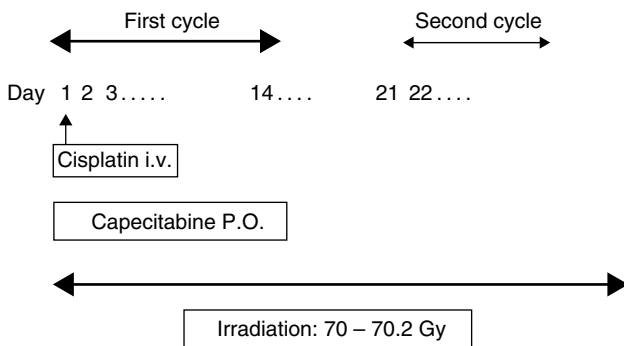 First cycle Second cycle
Day 1 2 3..... 14.... 21 22....
Cisplatin i.v.
Capecitabine P.O.
Irradiation: 70 – 70.2 Gy